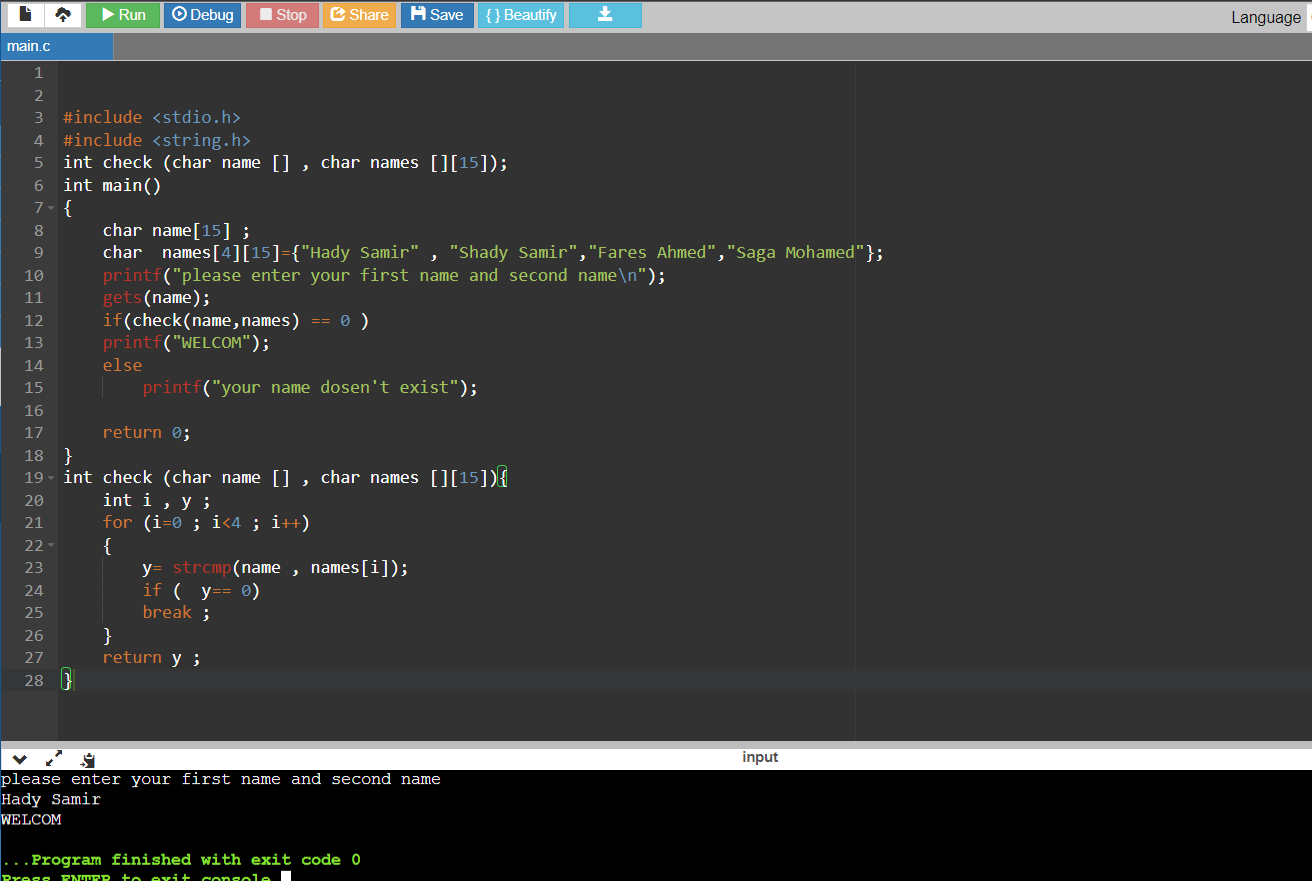 Run Debug Stop Share Save { } Beautify Language
main.c
1
2
3 #include <stdio.h>
4 #include <string.h>
5 int check (char name [] , char names [][15]);
6 int main()
7 {
8 char name[15] ;
9 char  names[4][15]={"Hady Samir" , "Shady Samir","Fares Ahmed","Saga Mohamed"};
10 printf("please enter your first name and second name\n");
11 gets(name);
12 if(check(name,names) == 0 )
13 printf("WELCOM");
14 else
15 printf("your name dosen't exist");
16
17 return 0;
18 }
19 int check (char name [] , char names [][15]){
20 int i , y ;
21 for (i=0 ; i<4 ; i++)
22 {
23 y= strcmp(name , names[i]);
24 if (  y== 0)
25 break ;
26 }
27 return y ;
28 }
input
please enter your first name and second name
Hady Samir
WELCOM
...Program finished with exit code 0
Press ENTER to exit console.